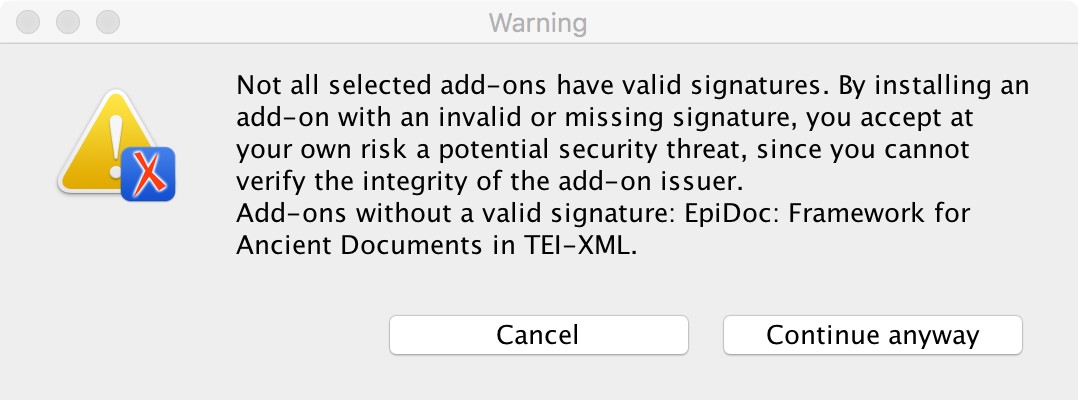 Warning
Not all selected add-ons have valid signatures. By installing an
add-on with an invalid or missing signature, you accept at
your own risk a potential security threat, since you cannot
verify the integrity of the add-on issuer.
Add-ons without a valid signature: EpiDoc: Framework for
Ancient Documents in TEI-XML.
Cancel
Continue anyway